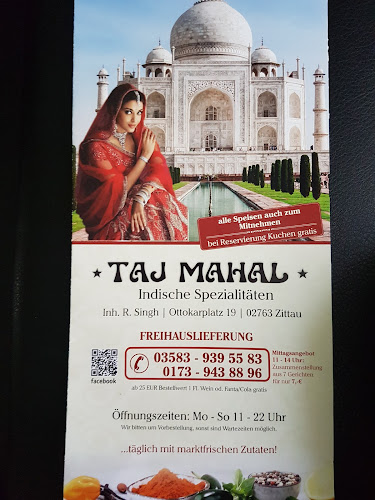 alle Speisen auch zum
Mitnehmen
bei Reservierung Kuchen gratis
★ TAJ MAHAL ★
Indische Spezialitäten
Inh. R. Singh | Ottokarplatz 19 | 02763 Zittau
FREIHAUSLIEFERUNG
facebook
03583 - 939 55 83
0173 - 943 88 96
ab 25 EUR Bestellwert 1 Fl. Wein od. Fanta/Cola gratis
Mittagsangebot
11 - 14 Uhr:
Zusammenstellung
aus 7 Gerichten
für nur 7,-€
Öffnungszeiten: Mo - So 11 - 22 Uhr
Wir bitten um Vorbestellung, sonst sind Wartezeiten möglich.
...täglich mit marktfrischen Zutaten!